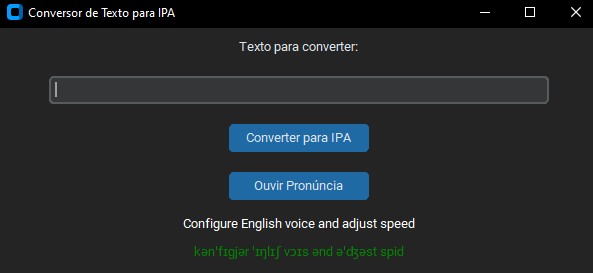 Conversor de Texto para IPA
Texto para converter:
Converter para IPA
Ouvir Pronúncia
Configure English voice and adjust speed
kənˈfɪgjər ˈɪŋlɪʃ vɔɪs ənd əˈʤəst spid